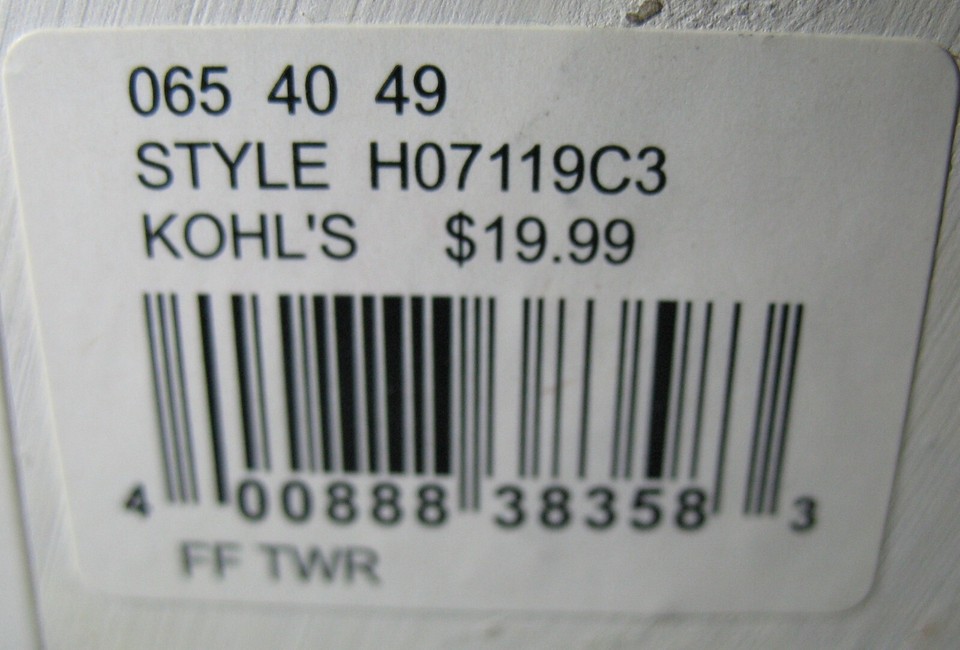 065 40 49
STYLE H07119C3
KOHL'S $19.99
4 00888 38358 3
FF TWR